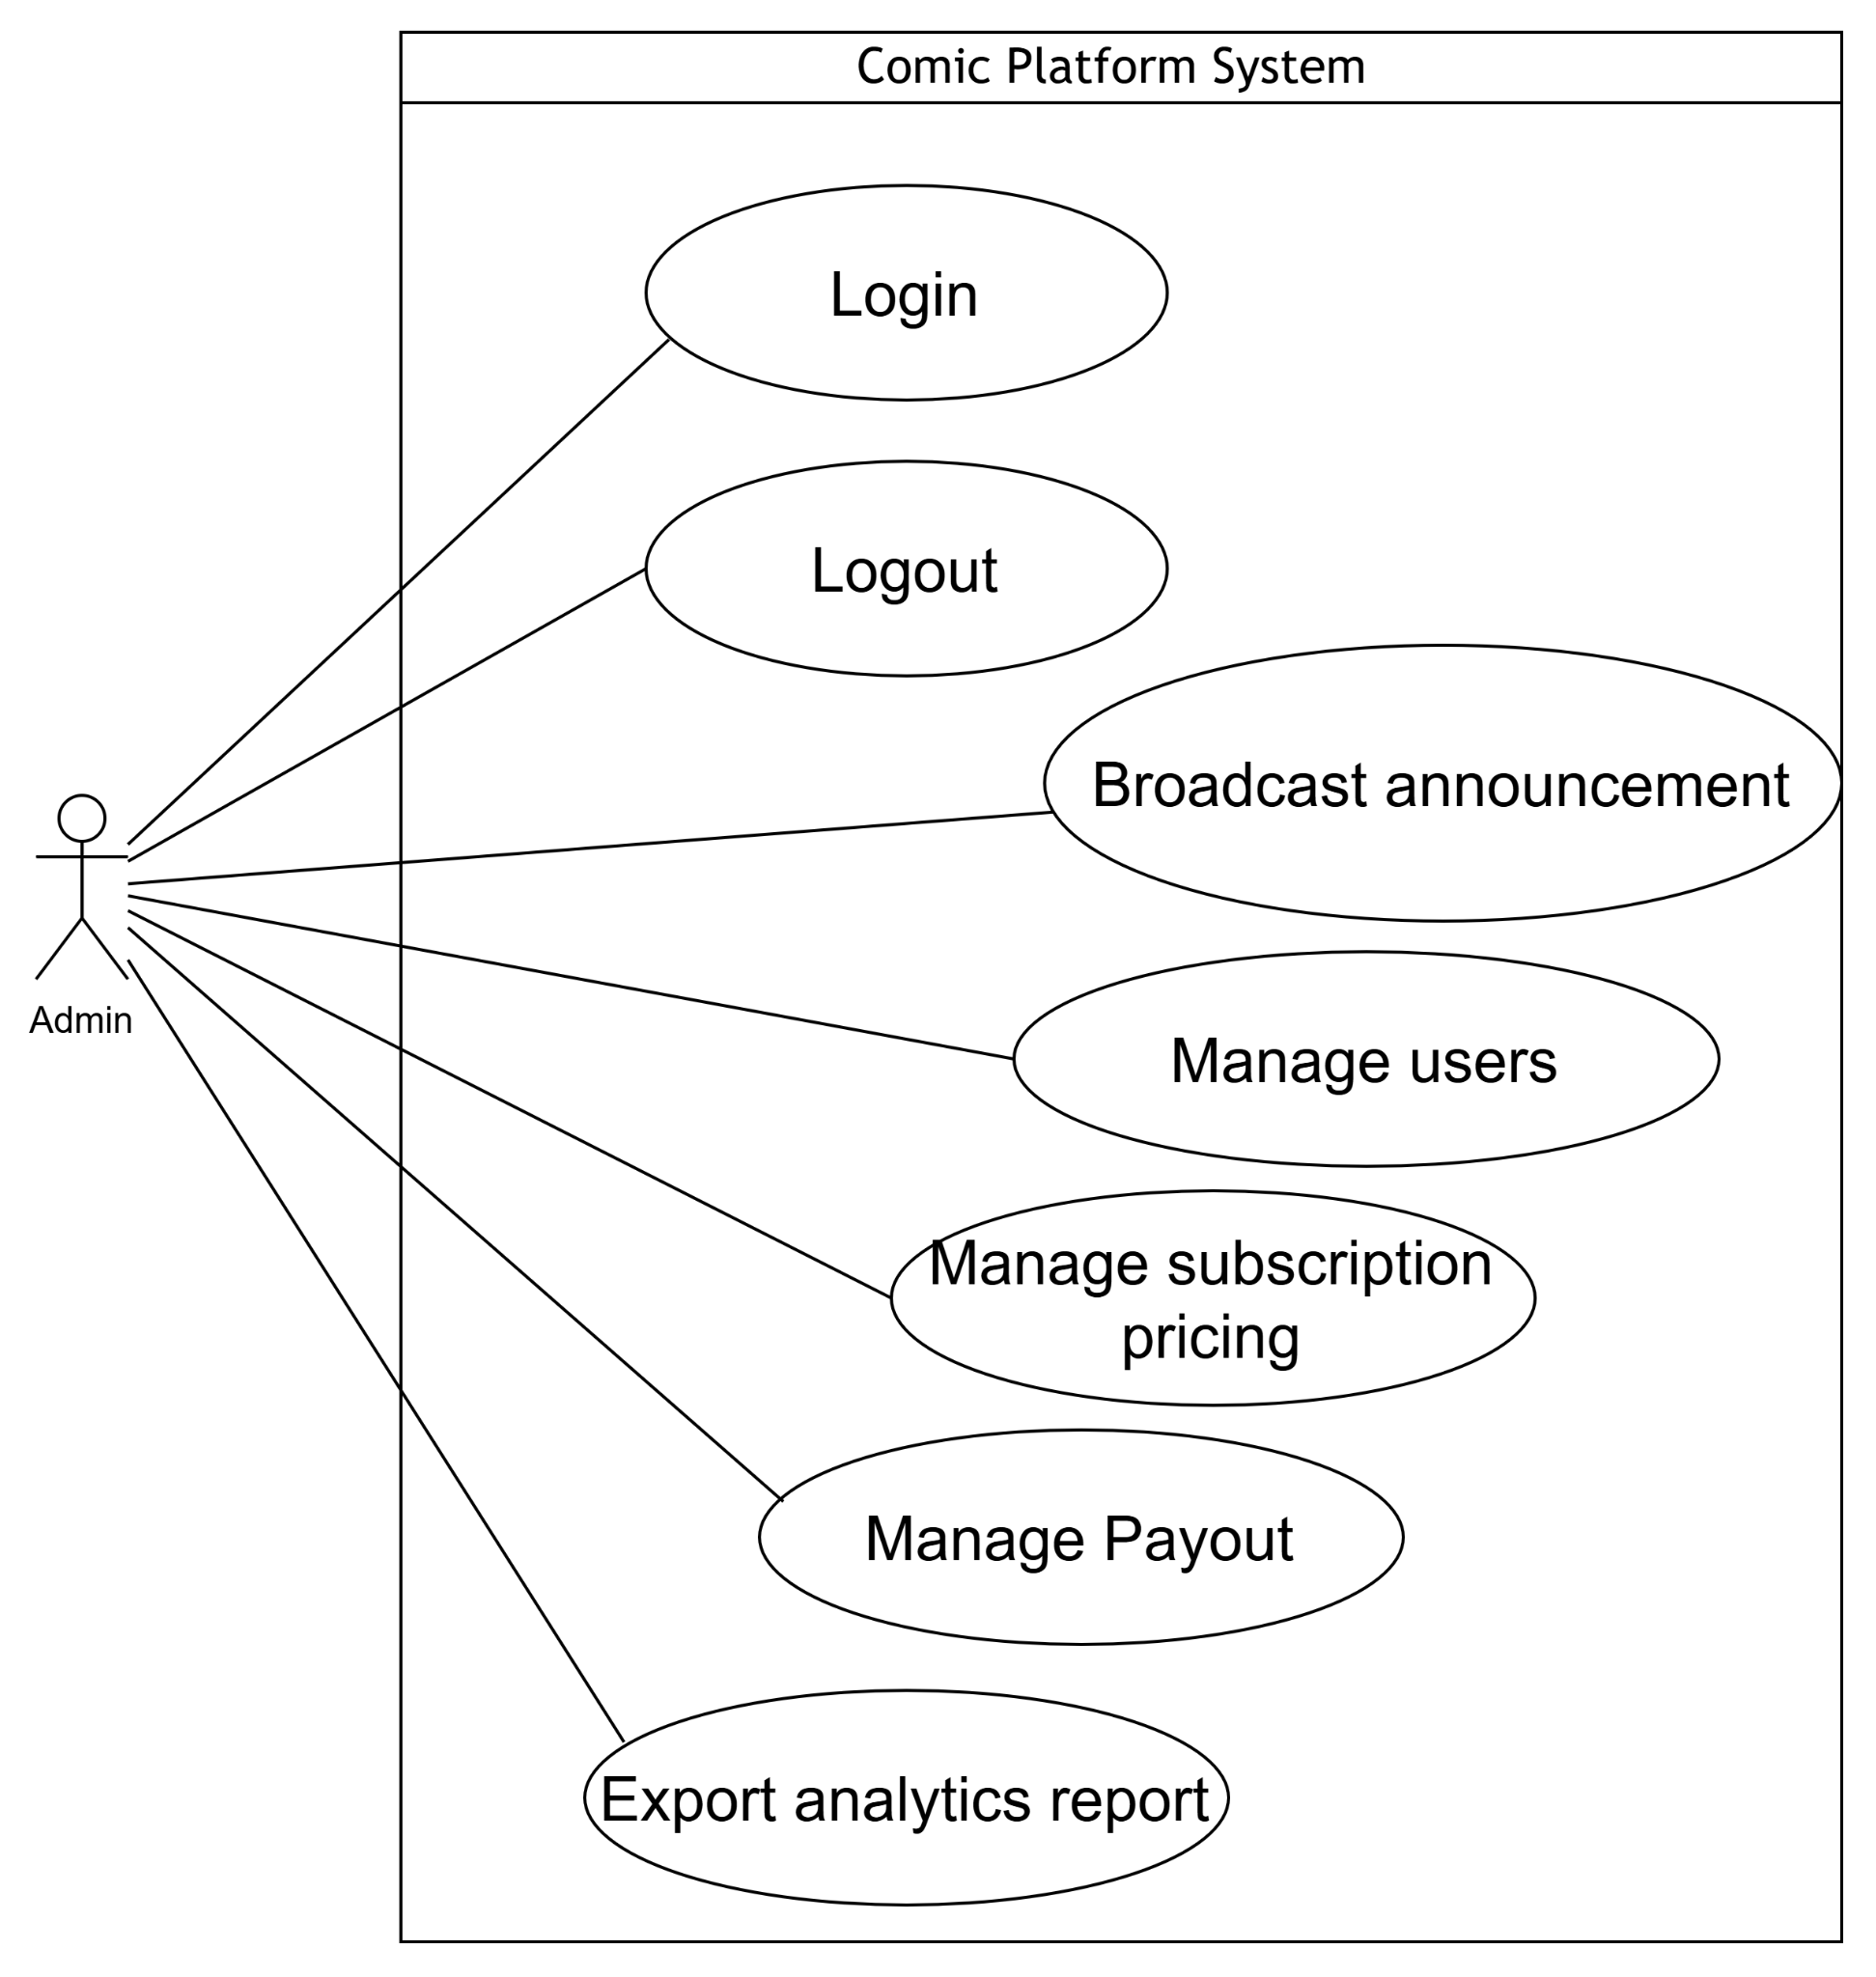 Comic Platform System
Login
Logout
Broadcast announcement
Admin
Manage users
Manage subscription
pricing
Manage Payout
Export analytics report